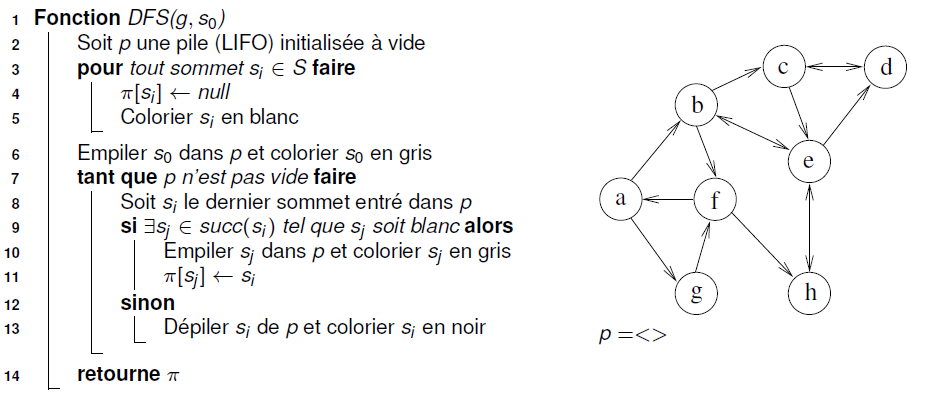 1 Fonction DFS(g, s₀)
2 Soit p une pile (LIFO) initialisée à vide
3 pour tout sommet sᵢ ∈ S faire
4 π[sᵢ] ← null
5 Colorier sᵢ en blanc
6 Empiler s₀ dans p et colorier s₀ en gris
7 tant que p n'est pas vide faire
8 Soit sᵢ le dernier sommet entré dans p
9 si ∃sⱼ ∈ succ(sᵢ) tel que sⱼ soit blanc alors
10 Empiler sⱼ dans p et colorier sⱼ en gris
11 π[sⱼ] ← sᵢ
12 sinon
13 Dépiler sᵢ de p et colorier sᵢ en noir
14 retourne π
c
d
b
e
a
f
g
h
p =<>